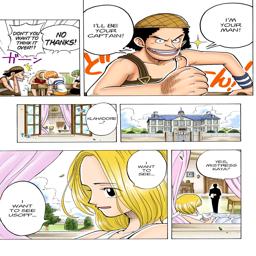 I'M
YOUR
MAN!
I'LL BE
YOUR
CAPTAIN!
NO
THANKS!
DON'T YOU
WANT TO
THINK IT
OVER?!
KLAHADORE
YES,
MISTRESS
KAYA?
I
WANT
TO
SEE...
I
WANT
TO SEE
USOPP...